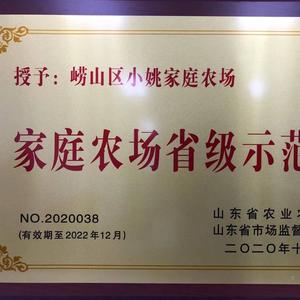 授予：崂山区小姚家庭农场
家庭农场省级示范
NO.2020038
(有效期至2022年12月)
山东省农业农
山东省市场监督
二〇二〇年十